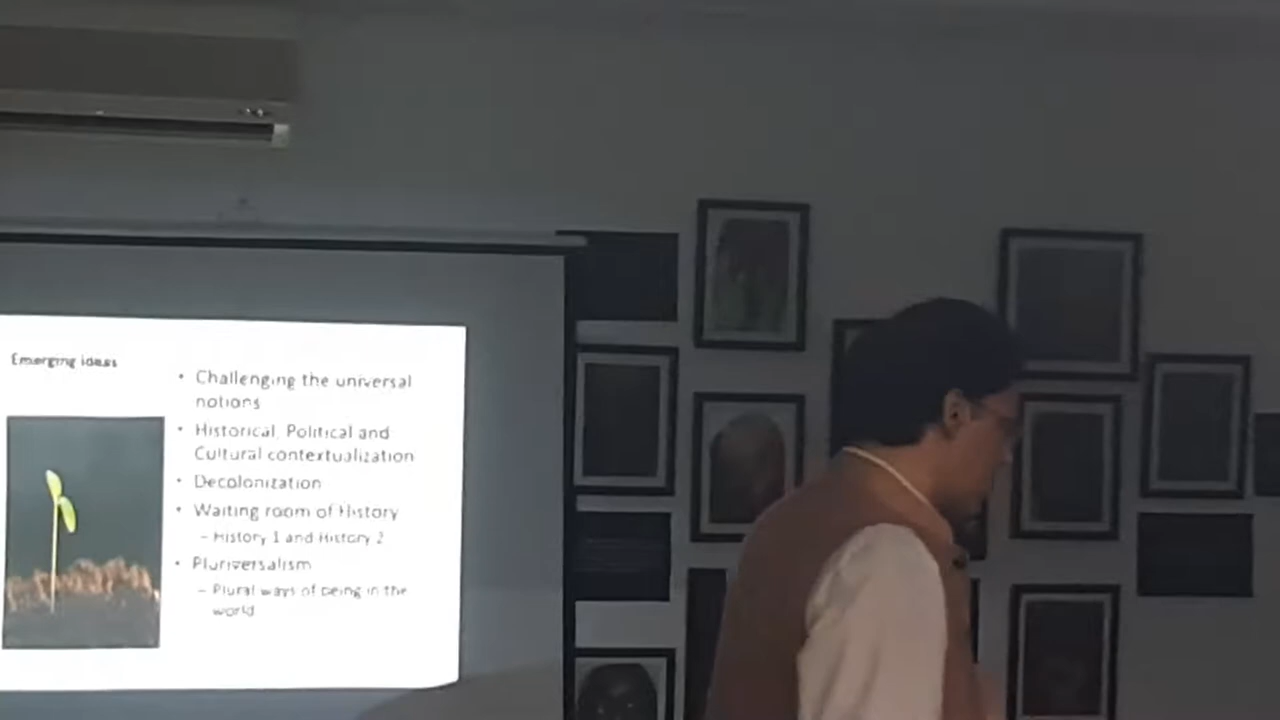 Emerging ideas
• Challenging the universal
notions
• Historical, Political and
Cultural contextualization
• Decolonization
• Waiting room of History
– History 1 and History 2
• Pluriversalism
– Plural ways of being in the
world